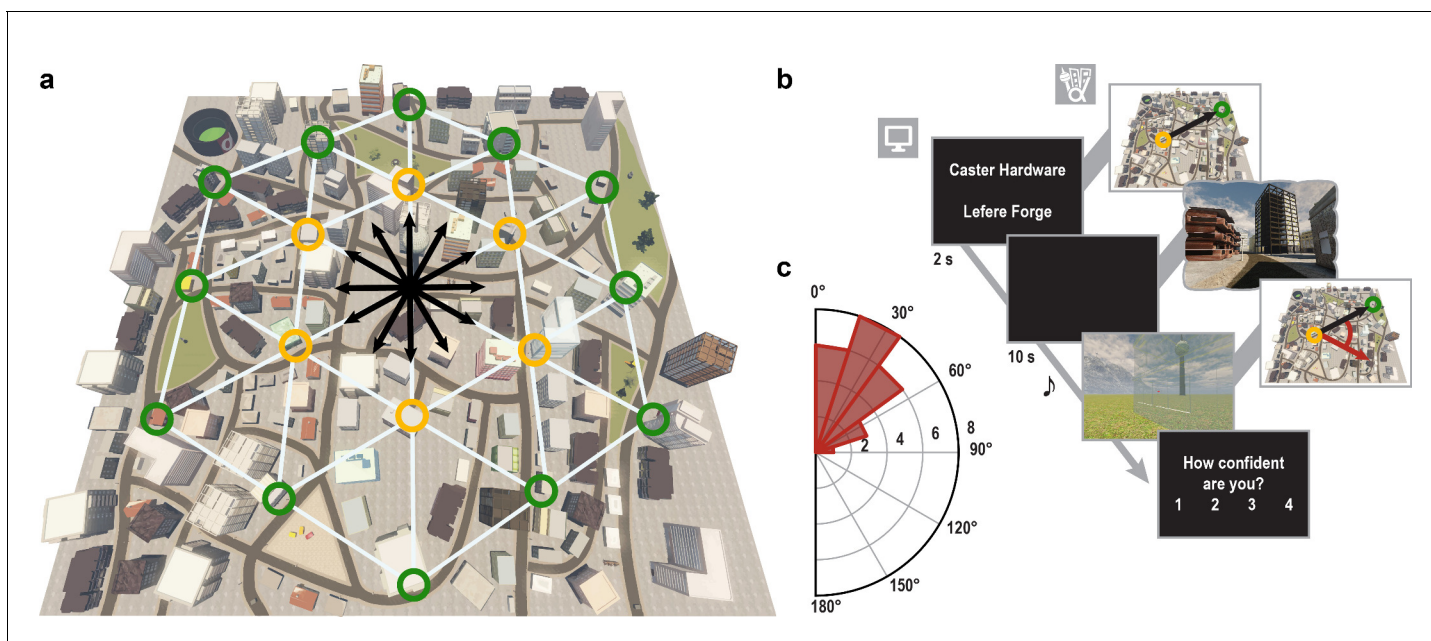 a
b
Caster Hardware
Lefere Forge
2 s
10 s
♪
How confident
are you?
1 2 3 4
c
0°
30°
60°
2 4 6 8
90°
120°
150°
180°